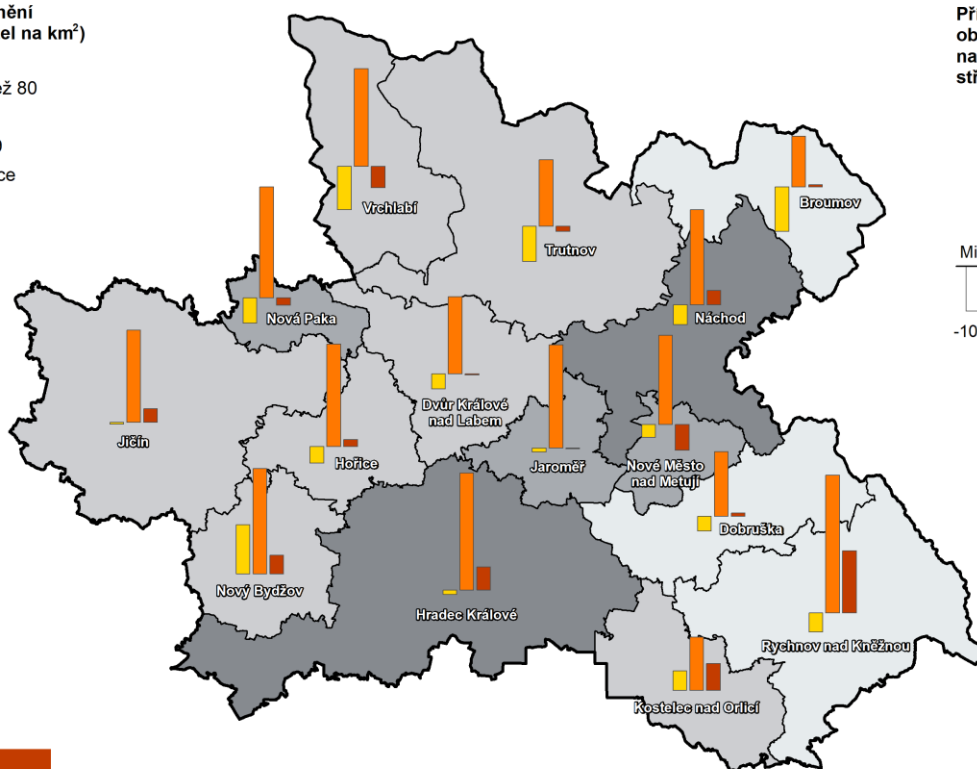 nění
el na km²)
ež 80
ce
Př
ob
na
stř
Mi
-10
Vrchlabí
Broumov
Trutnov
Náchod
Nová Paka
Dvůr Králové
nad Labem
Jičín
Hořice
Jaroměř
Nové Město
nad Metují
Dobruška
Nový Bydžov
Hradec Králové
Rychnov nad Kněžnou
Kostelec nad Orlicí